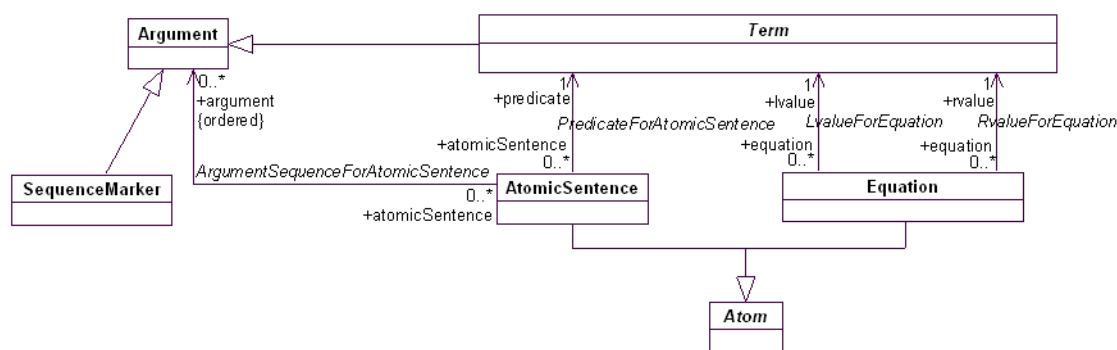 Argument
Term
0..*
+argument
{ordered}
1
+predicate
PredicateForAtomicSentence
+atomicSentence
0..*
1
+lvalue
LvalueForEquation
+equation
0..*
1
+rvalue
RvalueForEquation
+equation
0..*
SequenceMarker
ArgumentSequenceForAtomicSentence
0..*
+atomicSentence
AtomicSentence
Equation
Atom